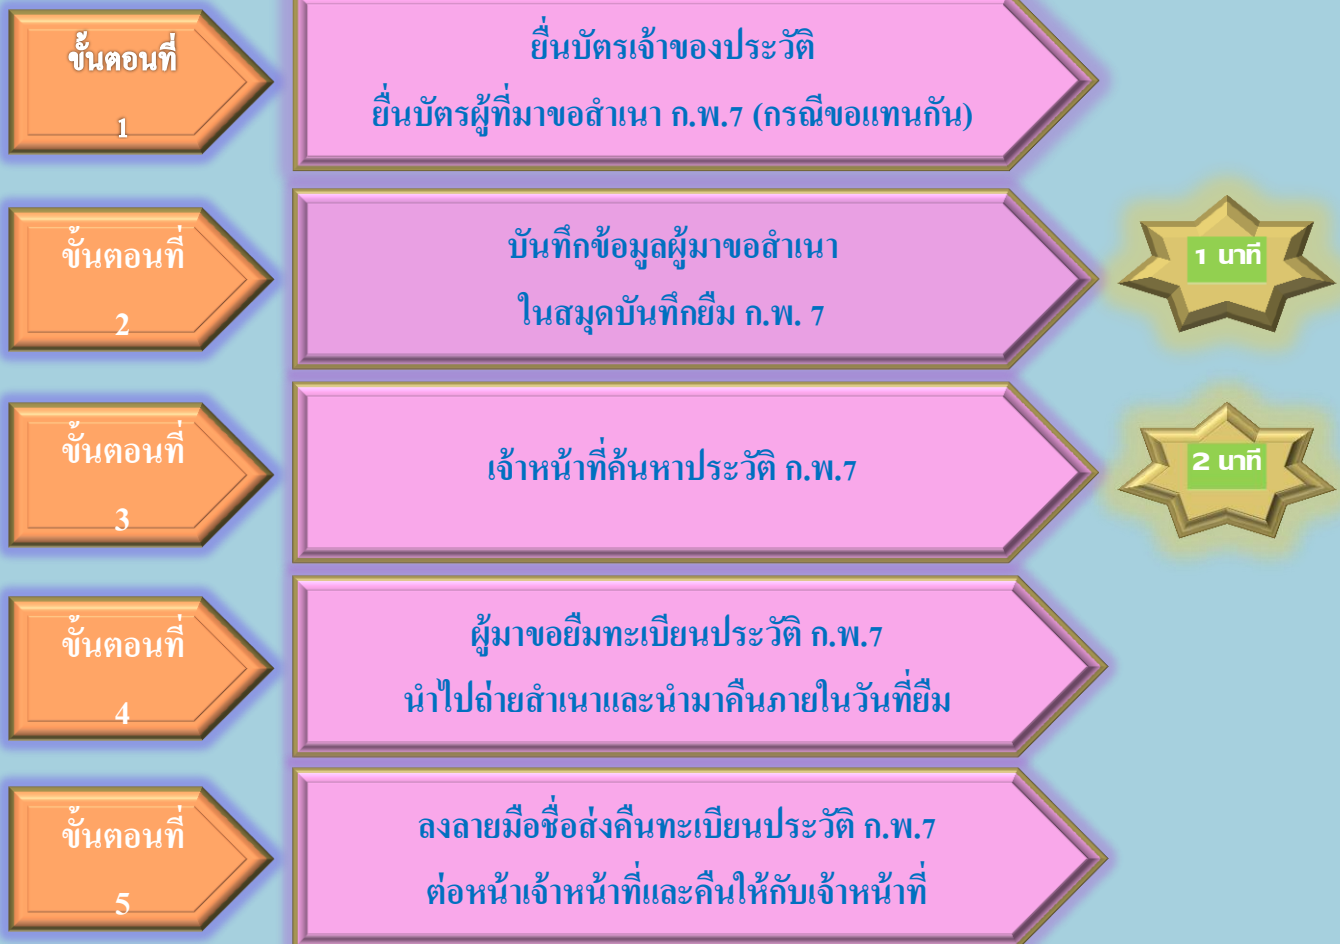 ขั้นตอนที่
1
ยื่นบัตรเจ้าของประวัติ
ยื่นบัตรผู้ที่มาขอสำเนา ก.พ.7 (กรณีขอแทนกัน)
ขั้นตอนที่
2
บันทึกข้อมูลผู้มาขอสำเนา
ในสมุดบันทึกยืม ก.พ. 7
1 นาที
ขั้นตอนที่
3
เจ้าหน้าที่ค้นหาประวัติ ก.พ.7
2 นาที
ขั้นตอนที่
4
ผู้มาขอยืมทะเบียนประวัติ ก.พ.7
นำไปถ่ายสำเนาและนำมาคืนภายในวันที่ยืม
ขั้นตอนที่
5
ลงลายมือชื่อส่งคืนทะเบียนประวัติ ก.พ.7
ต่อหน้าเจ้าหน้าที่และคืนให้กับเจ้าหน้าที่